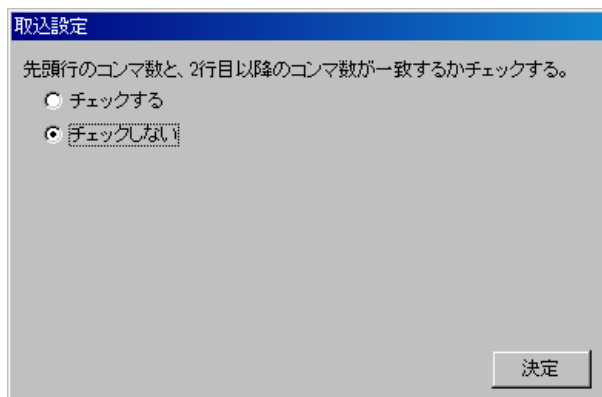 取込設定
先頭行のコンマ数と、2行目以降のコンマ数が一致するかチェックする。
チェックする
チェックしない
決定